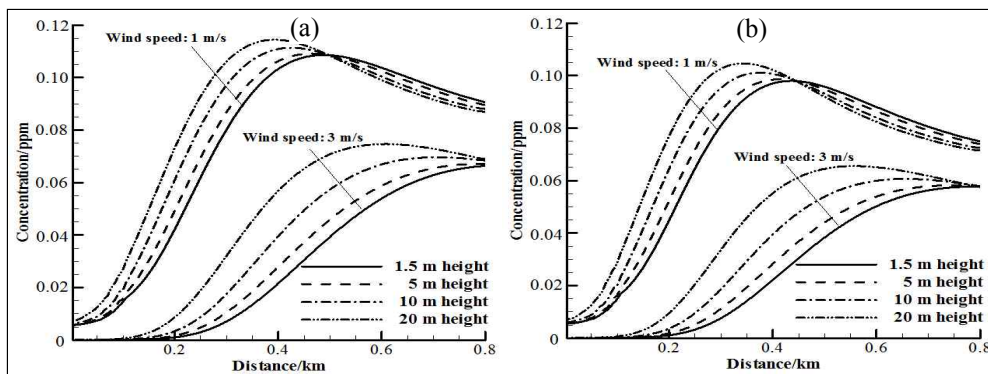 (a)
0.12
0.10
0.08
0.06
0.04
0.02
0
Concentration/ppm
Wind speed: 1 m/s
Wind speed: 3 m/s
1.5 m height
5 m height
10 m height
20 m height
0.2
0.4
0.6
0.8
Distance/km
(b)
0.12
0.10
0.08
0.06
0.04
0.02
0
Concentration/ppm
Wind speed: 1 m/s
Wind speed: 3 m/s
1.5 m height
5 m height
10 m height
20 m height
0.2
0.4
0.6
0.8
Distance/km